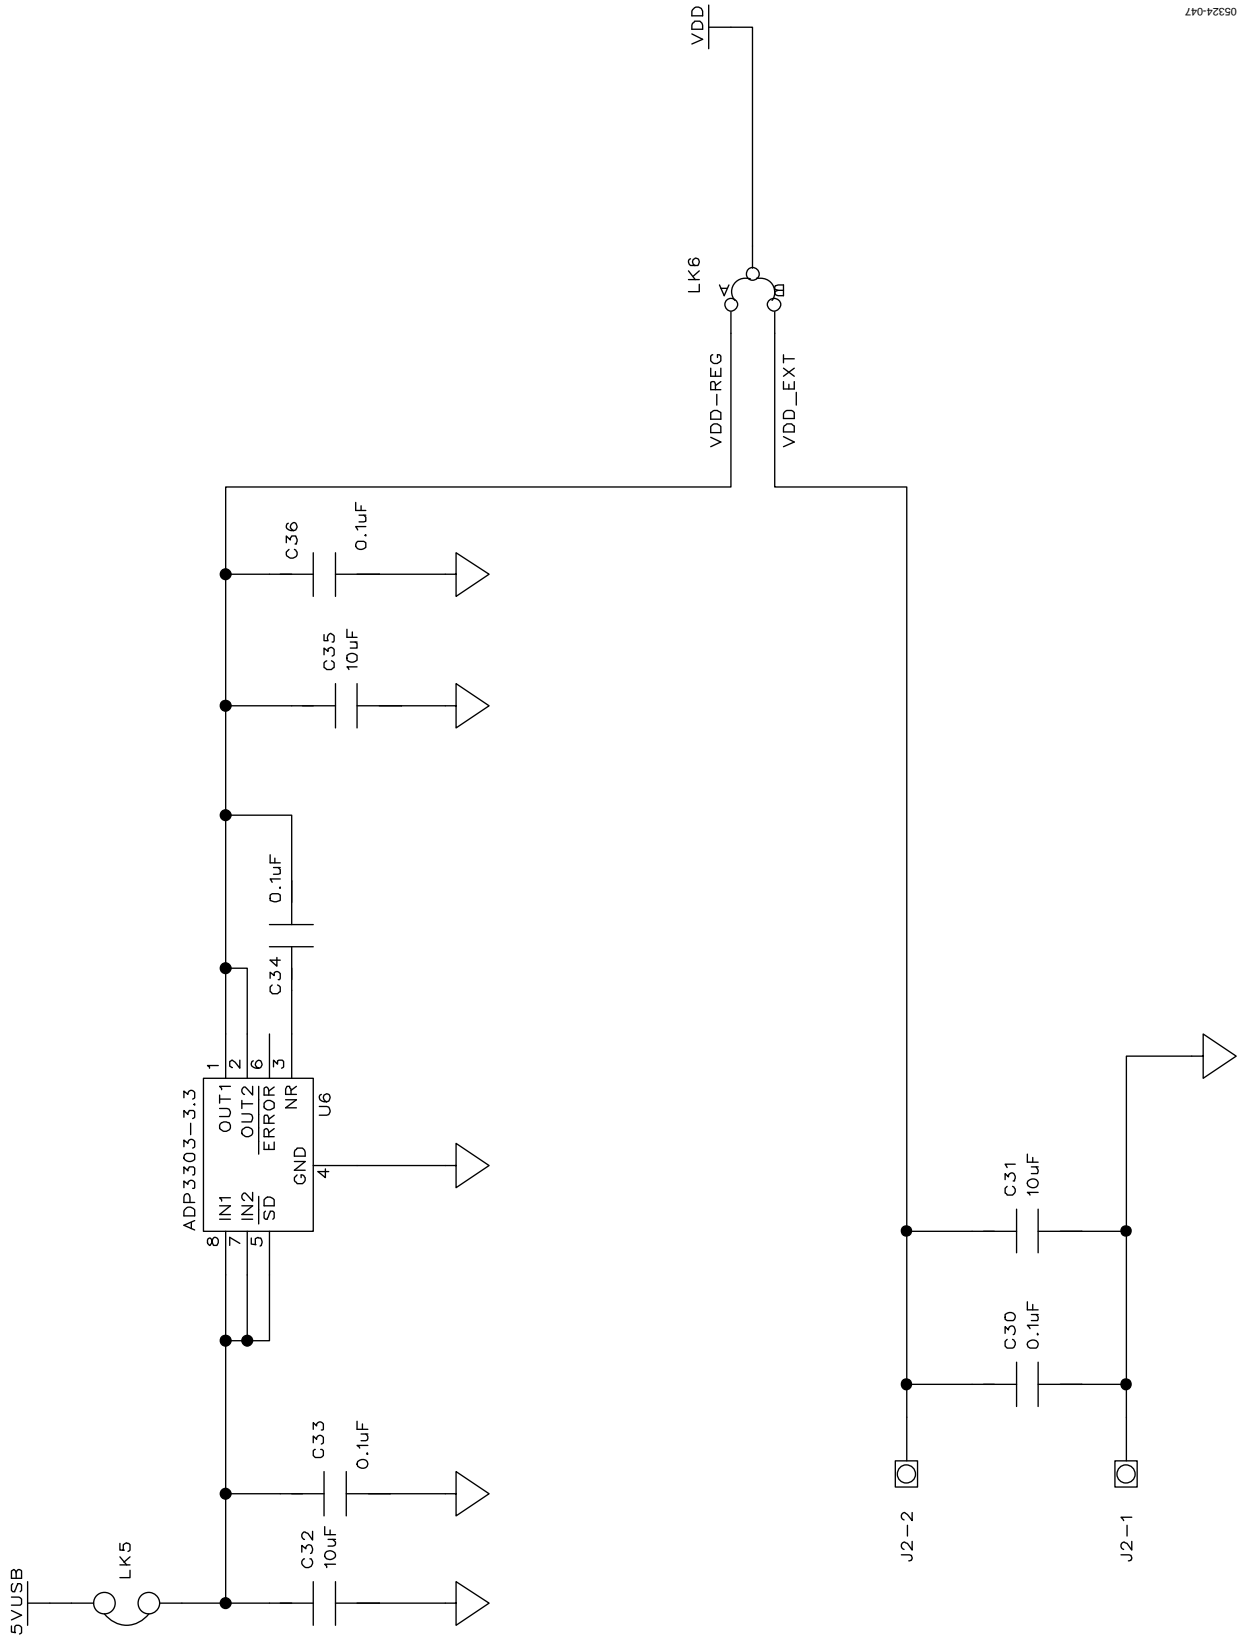 5VUSB
LK5
C32
10uF
C33
0.1uF
ADP3303-3.3
8
IN1
7
IN2
5
SD
GND
4
U6
OUT1
1
OUT2
2
ERROR
6
NR
3
C34
0.1uF
C35
10uF
C36
0.1uF
VDD-REG
VDD_EXT
LK6
A
B
VDD
J2-2
J2-1
C30
0.1uF
C31
10uF
05324-047